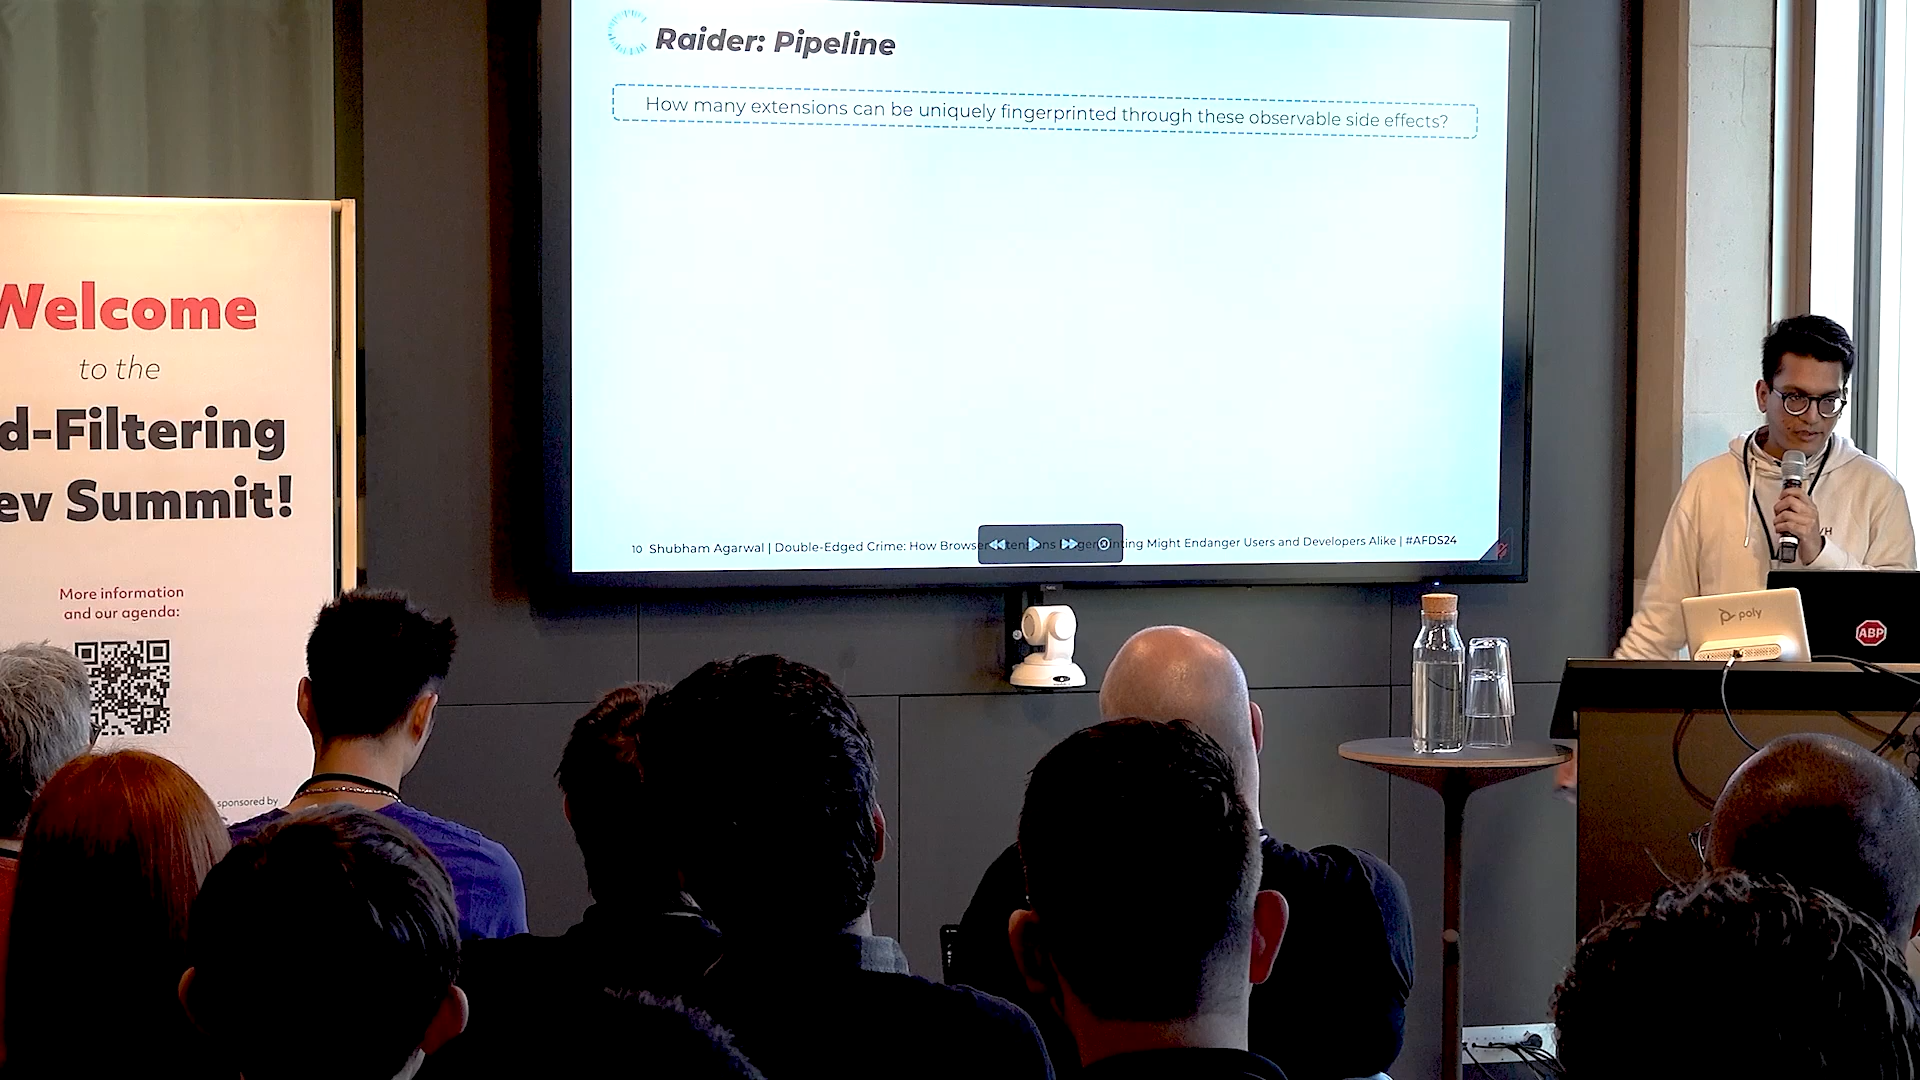 Raider: Pipeline
How many extensions can be uniquely fingerprinted through these observable side effects?
10 Shubham Agarwal | Double-Edged Crime: How Browser Extensions Fingerprinting Might Endanger Users and Developers Alike | #AFDS24
Welcome
to the
d-Filtering
ev Summit!
More information
and our agenda:
sponsored by
poly
ABP